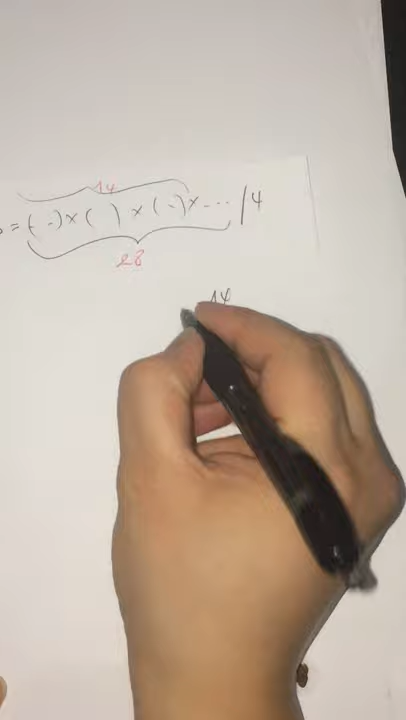 14
= ( - ) × ( ) × ( - ) × ... / 4
28
14